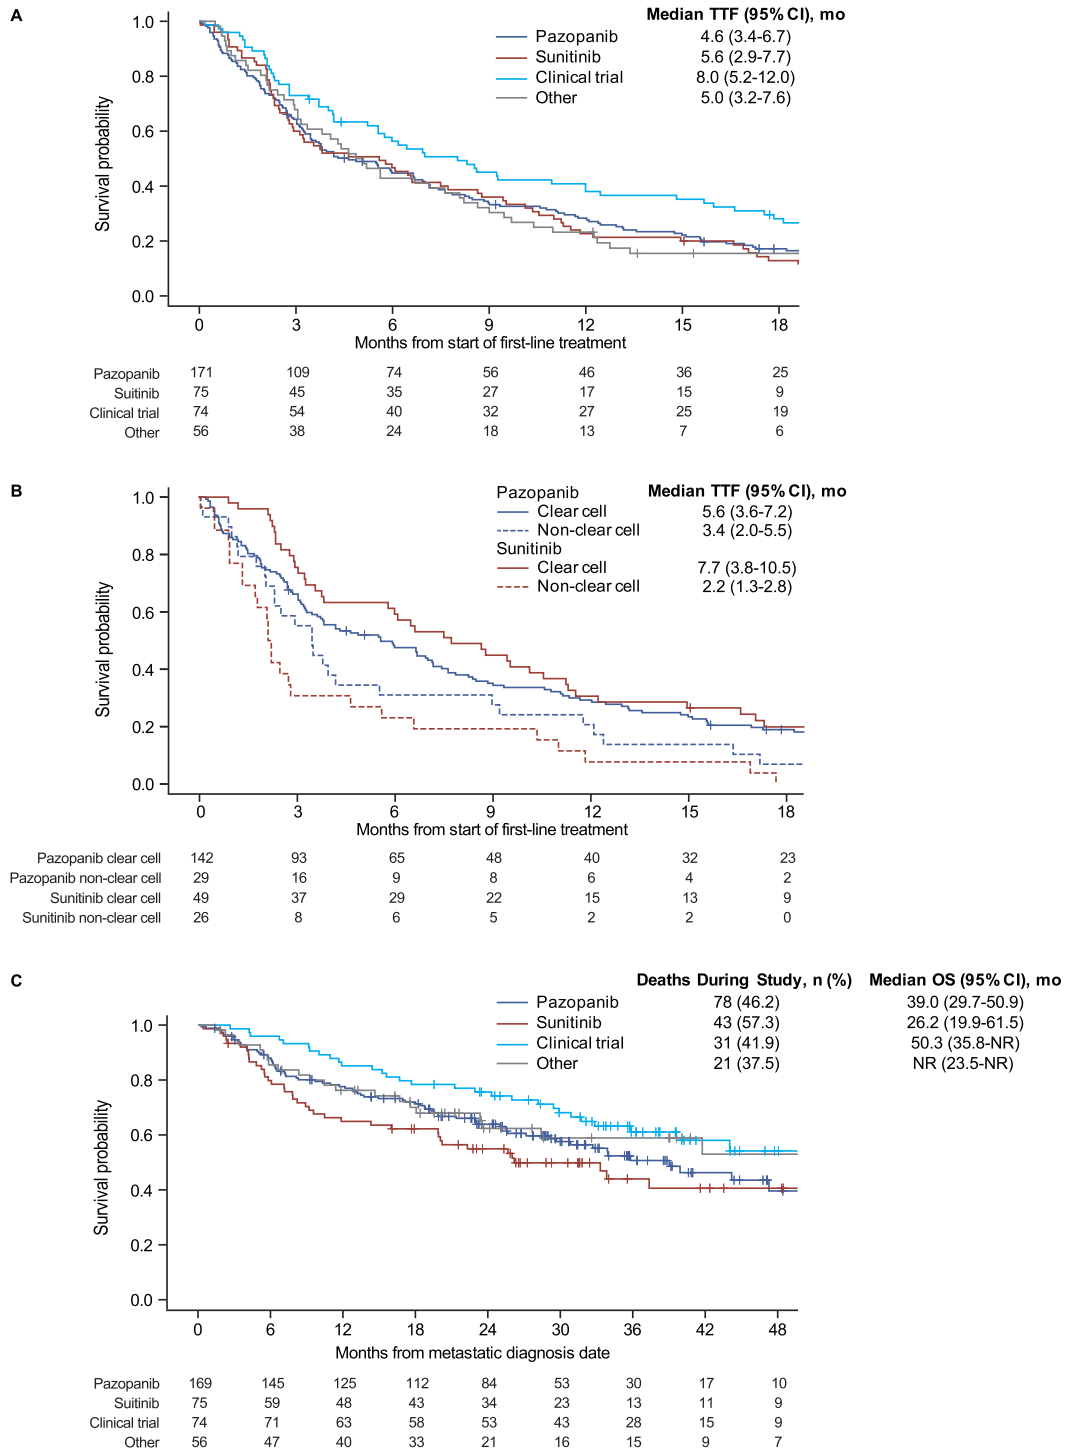 A
Median TTF (95% CI), mo
Pazopanib 4.6 (3.4-6.7)
Sunitinib 5.6 (2.9-7.7)
Clinical trial 8.0 (5.2-12.0)
Other 5.0 (3.2-7.6)
Survival probability
1.0
0.8
0.6
0.4
0.2
0.0
0 3 6 9 12 15 18
Months from start of first-line treatment
Pazopanib 171 109 74 56 46 36 25
Suitinib 75 45 35 27 17 15 9
Clinical trial 74 54 40 32 27 25 19
Other 56 38 24 18 13 7 6
B
Pazopanib Median TTF (95% CI), mo
Clear cell 5.6 (3.6-7.2)
Non-clear cell 3.4 (2.0-5.5)
Sunitinib
Clear cell 7.7 (3.8-10.5)
Non-clear cell 2.2 (1.3-2.8)
Survival probability
1.0
0.8
0.6
0.4
0.2
0.0
0 3 6 9 12 15 18
Months from start of first-line treatment
Pazopanib clear cell 142 93 65 48 40 32 23
Pazopanib non-clear cell 29 16 9 8 6 4 2
Sunitinib clear cell 49 37 29 22 15 13 9
Sunitinib non-clear cell 26 8 6 5 2 2 0
C
Deaths During Study, n (%) Median OS (95% CI), mo
Pazopanib 78 (46.2) 39.0 (29.7-50.9)
Sunitinib 43 (57.3) 26.2 (19.9-61.5)
Clinical trial 31 (41.9) 50.3 (35.8-NR)
Other 21 (37.5) NR (23.5-NR)
Survival probability
1.0
0.8
0.6
0.4
0.2
0.0
0 6 12 18 24 30 36 42 48
Months from metastatic diagnosis date
Pazopanib 169 145 125 112 84 53 30 17 10
Suitinib 75 59 48 43 34 23 13 11 9
Clinical trial 74 71 63 58 53 43 28 15 9
Other 56 47 40 33 21 16 15 9 7